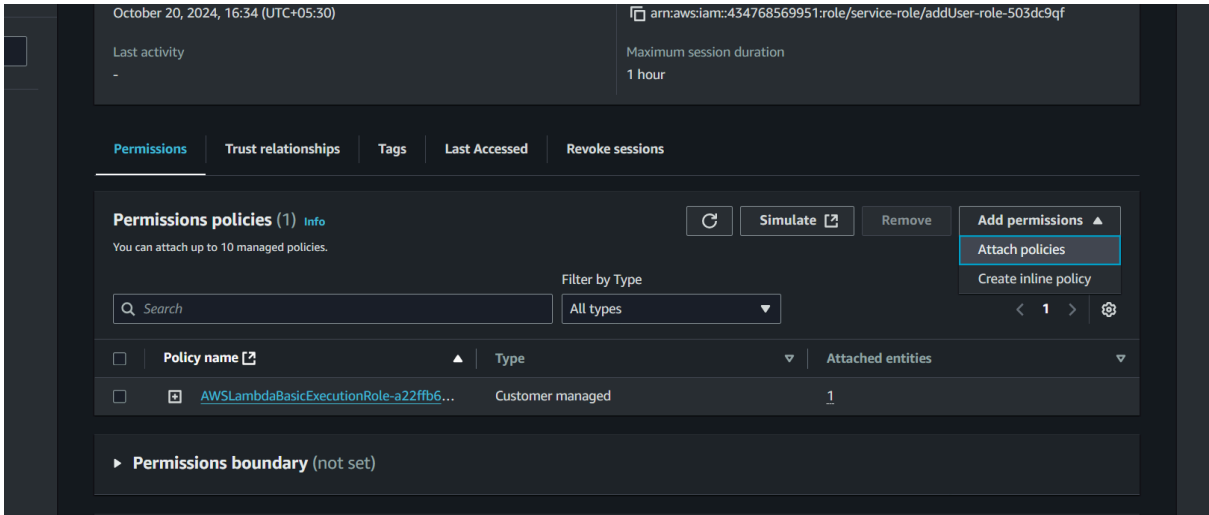 October 20, 2024, 16:34 (UTC+05:30)
arn:aws:iam::434768569951:role/service-role/addUser-role-503dc9qf
Last activity
Maximum session duration
-
1 hour
Permissions
Trust relationships
Tags
Last Accessed
Revoke sessions
Permissions policies (1) Info
Simulate
Remove
Add permissions
You can attach up to 10 managed policies.
Attach policies
Create inline policy
Filter by Type
Search
All types
1
Policy name
Type
Attached entities
AWSLambdaBasicExecutionRole-a22ffb6...
Customer managed
1
Permissions boundary (not set)